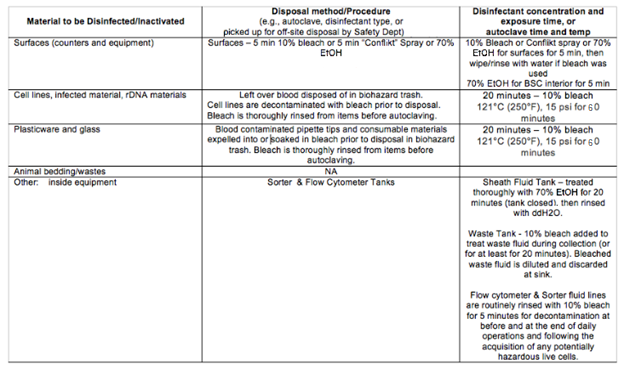 Material to be Disinfected/Inactivated
Disposal method/Procedure
(e.g., autoclave, disinfectant type, or
picked up for off-site disposal by Safety Dept)
Disinfectant concentration and
exposure time, or
autoclave time and temp
Surfaces (counters and equipment)
Surfaces – 5 min 10% bleach or 5 min "Conflikt" Spray or 70%
EtOH
10% Bleach or Conflikt spray or 70%
EtOH for surfaces for 5 min, then
wipe/rinse with water if bleach was
used
70% EtOH for BSC interior for 5 min
Cell lines, infected material, rDNA materials
Left over blood disposed of in biohazard trash.
Cell lines are decontaminated with bleach prior to disposal.
Bleach is thoroughly rinsed from items before autoclaving.
20 minutes – 10% bleach
121°C (250°F), 15 psi for 60
minutes
Plasticware and glass
Blood contaminated pipette tips and consumable materials
expelled into or soaked in bleach prior to disposal in biohazard
trash. Bleach is thoroughly rinsed from items before
autoclaving.
20 minutes – 10% bleach
121°C (250°F), 15 psi for 60
minutes
Animal bedding/wastes
NA
Other: inside equipment
Sorter & Flow Cytometer Tanks
Sheath Fluid Tank – treated
thoroughly with 70% EtOH for 20
minutes (tank closed), then rinsed
with ddH2O.
Waste Tank - 10% bleach added to
treat waste fluid during collection (or
for at least for 20 minutes). Bleached
waste fluid is diluted and discarded
at sink.
Flow cytometer & Sorter fluid lines
are routinely rinsed with 10% bleach
for 5 minutes for decontamination at
before and at the end of daily
operations and following the
acquisition of any potentially
hazardous live cells.